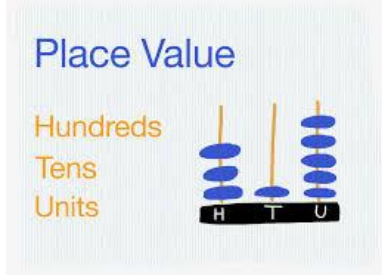 Place Value
Hundreds
Tens
Units
H T U